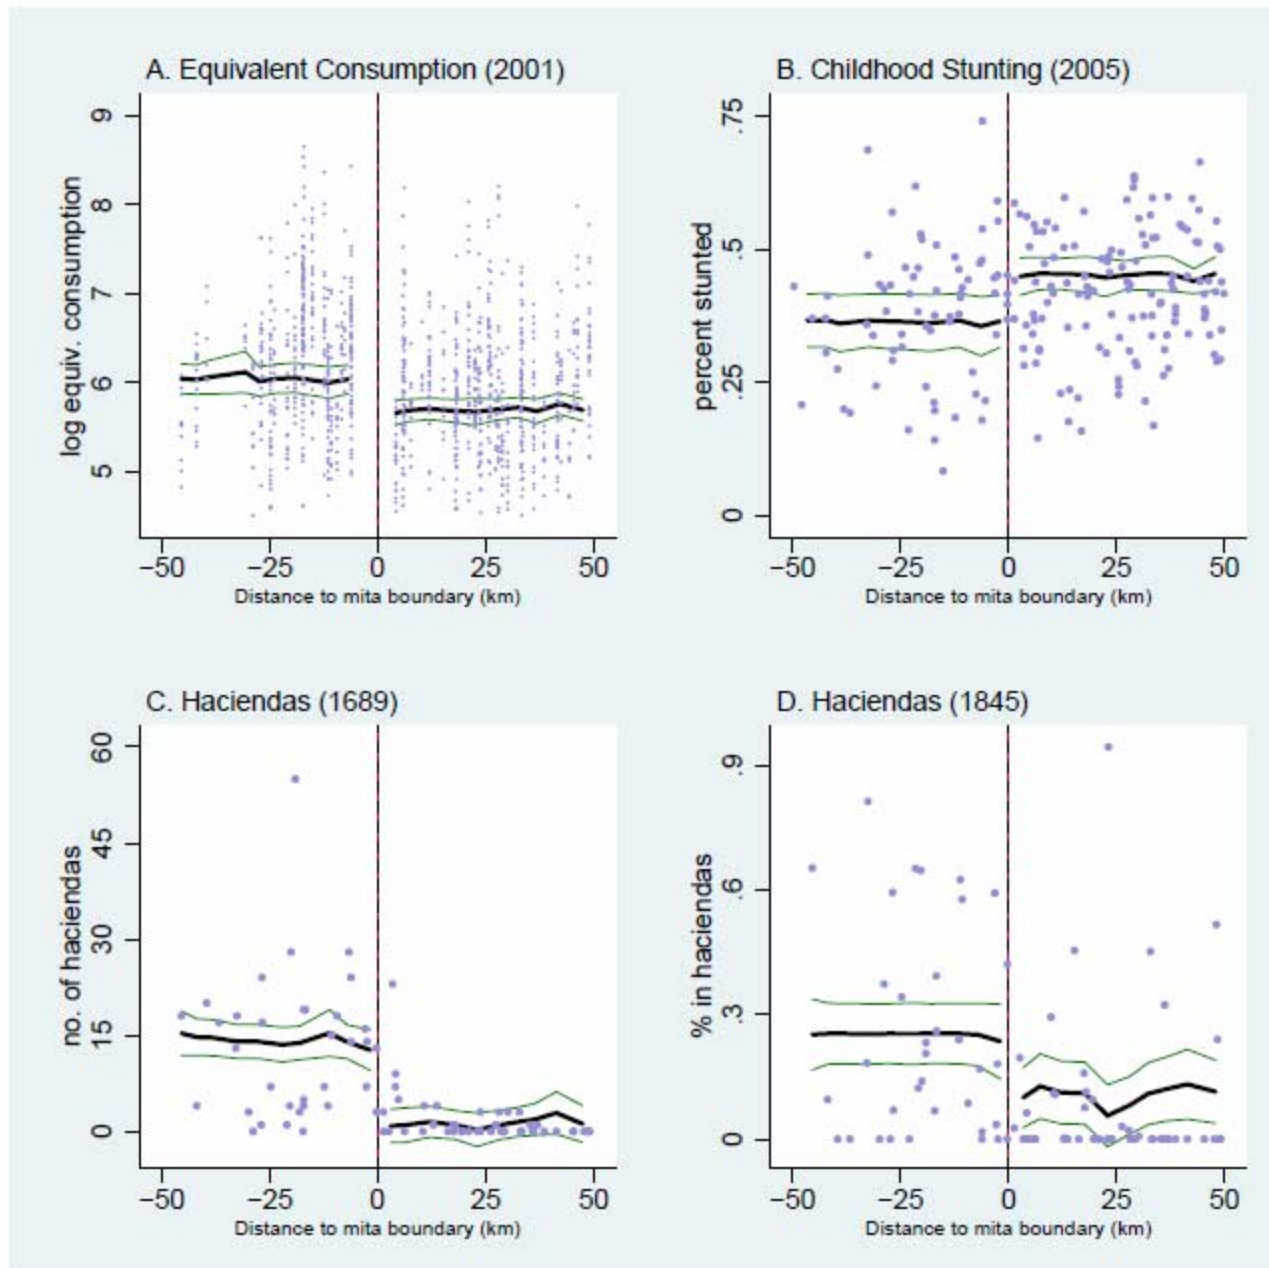 A. Equivalent Consumption (2001)
log equiv. consumption
9
8
7
6
5
−50 −25 0 25 50
Distance to mita boundary (km)
B. Childhood Stunting (2005)
percent stunted
.75
.5
.25
0
−50 −25 0 25 50
Distance to mita boundary (km)
C. Haciendas (1689)
no. of haciendas
60
45
30
15
0
−50 −25 0 25 50
Distance to mita boundary (km)
D. Haciendas (1845)
% in haciendas
.9
.6
.3
0
−50 −25 0 25 50
Distance to mita boundary (km)